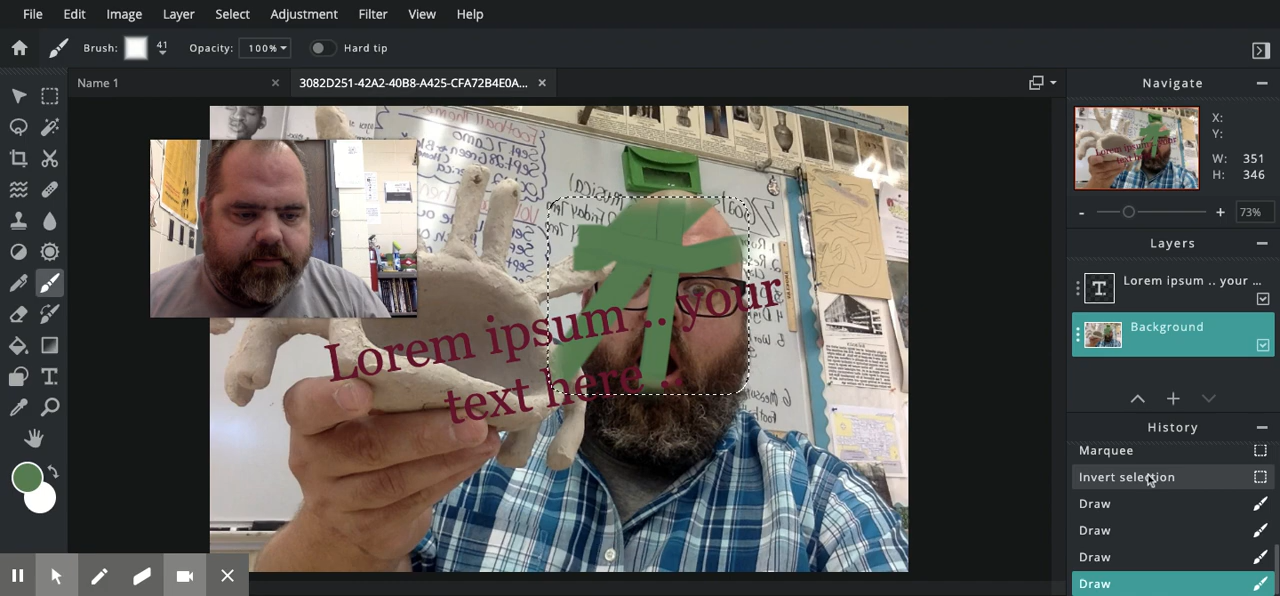 File Edit Image Layer Select Adjustment Filter View Help
Brush: 41 Opacity: 100% Hard tip
Name 1
3082D251-42A2-40B8-A425-CFA72B4E0A...
Navigate
X:
Y:
W: 351
H: 346
- + 73%
Layers
Lorem ipsum .. your ...
Background
History
Marquee
Invert selection
Draw
Draw
Draw
Draw
Lorem ipsum .. your
text here ..